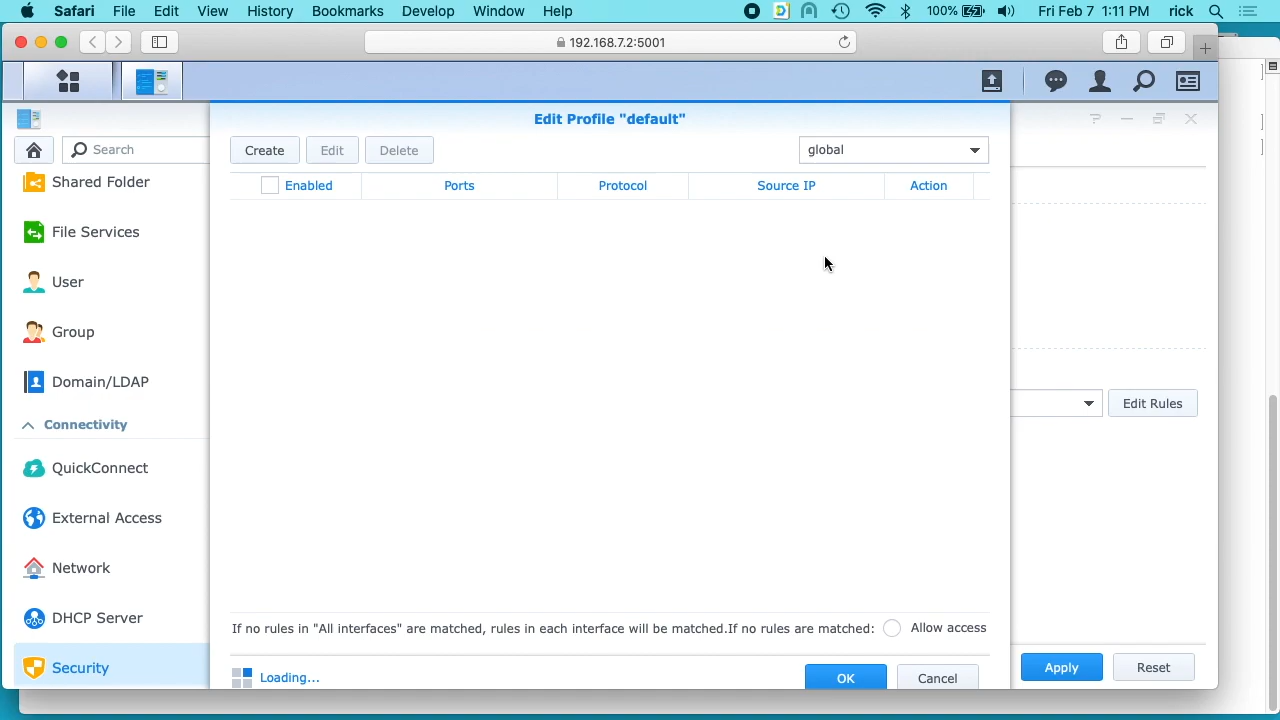 Safari File Edit View History Bookmarks Develop Window Help 100% Fri Feb 7 1:11 PM rick
192.168.7.2:5001
Edit Profile "default"
Search
Create Edit Delete global
Enabled Ports Protocol Source IP Action
Shared Folder
File Services
User
Group
Domain/LDAP
Edit Rules
Connectivity
QuickConnect
External Access
Network
DHCP Server
If no rules in "All interfaces" are matched, rules in each interface will be matched.If no rules are matched: Allow access
Security
Loading...
OK Cancel
Apply Reset